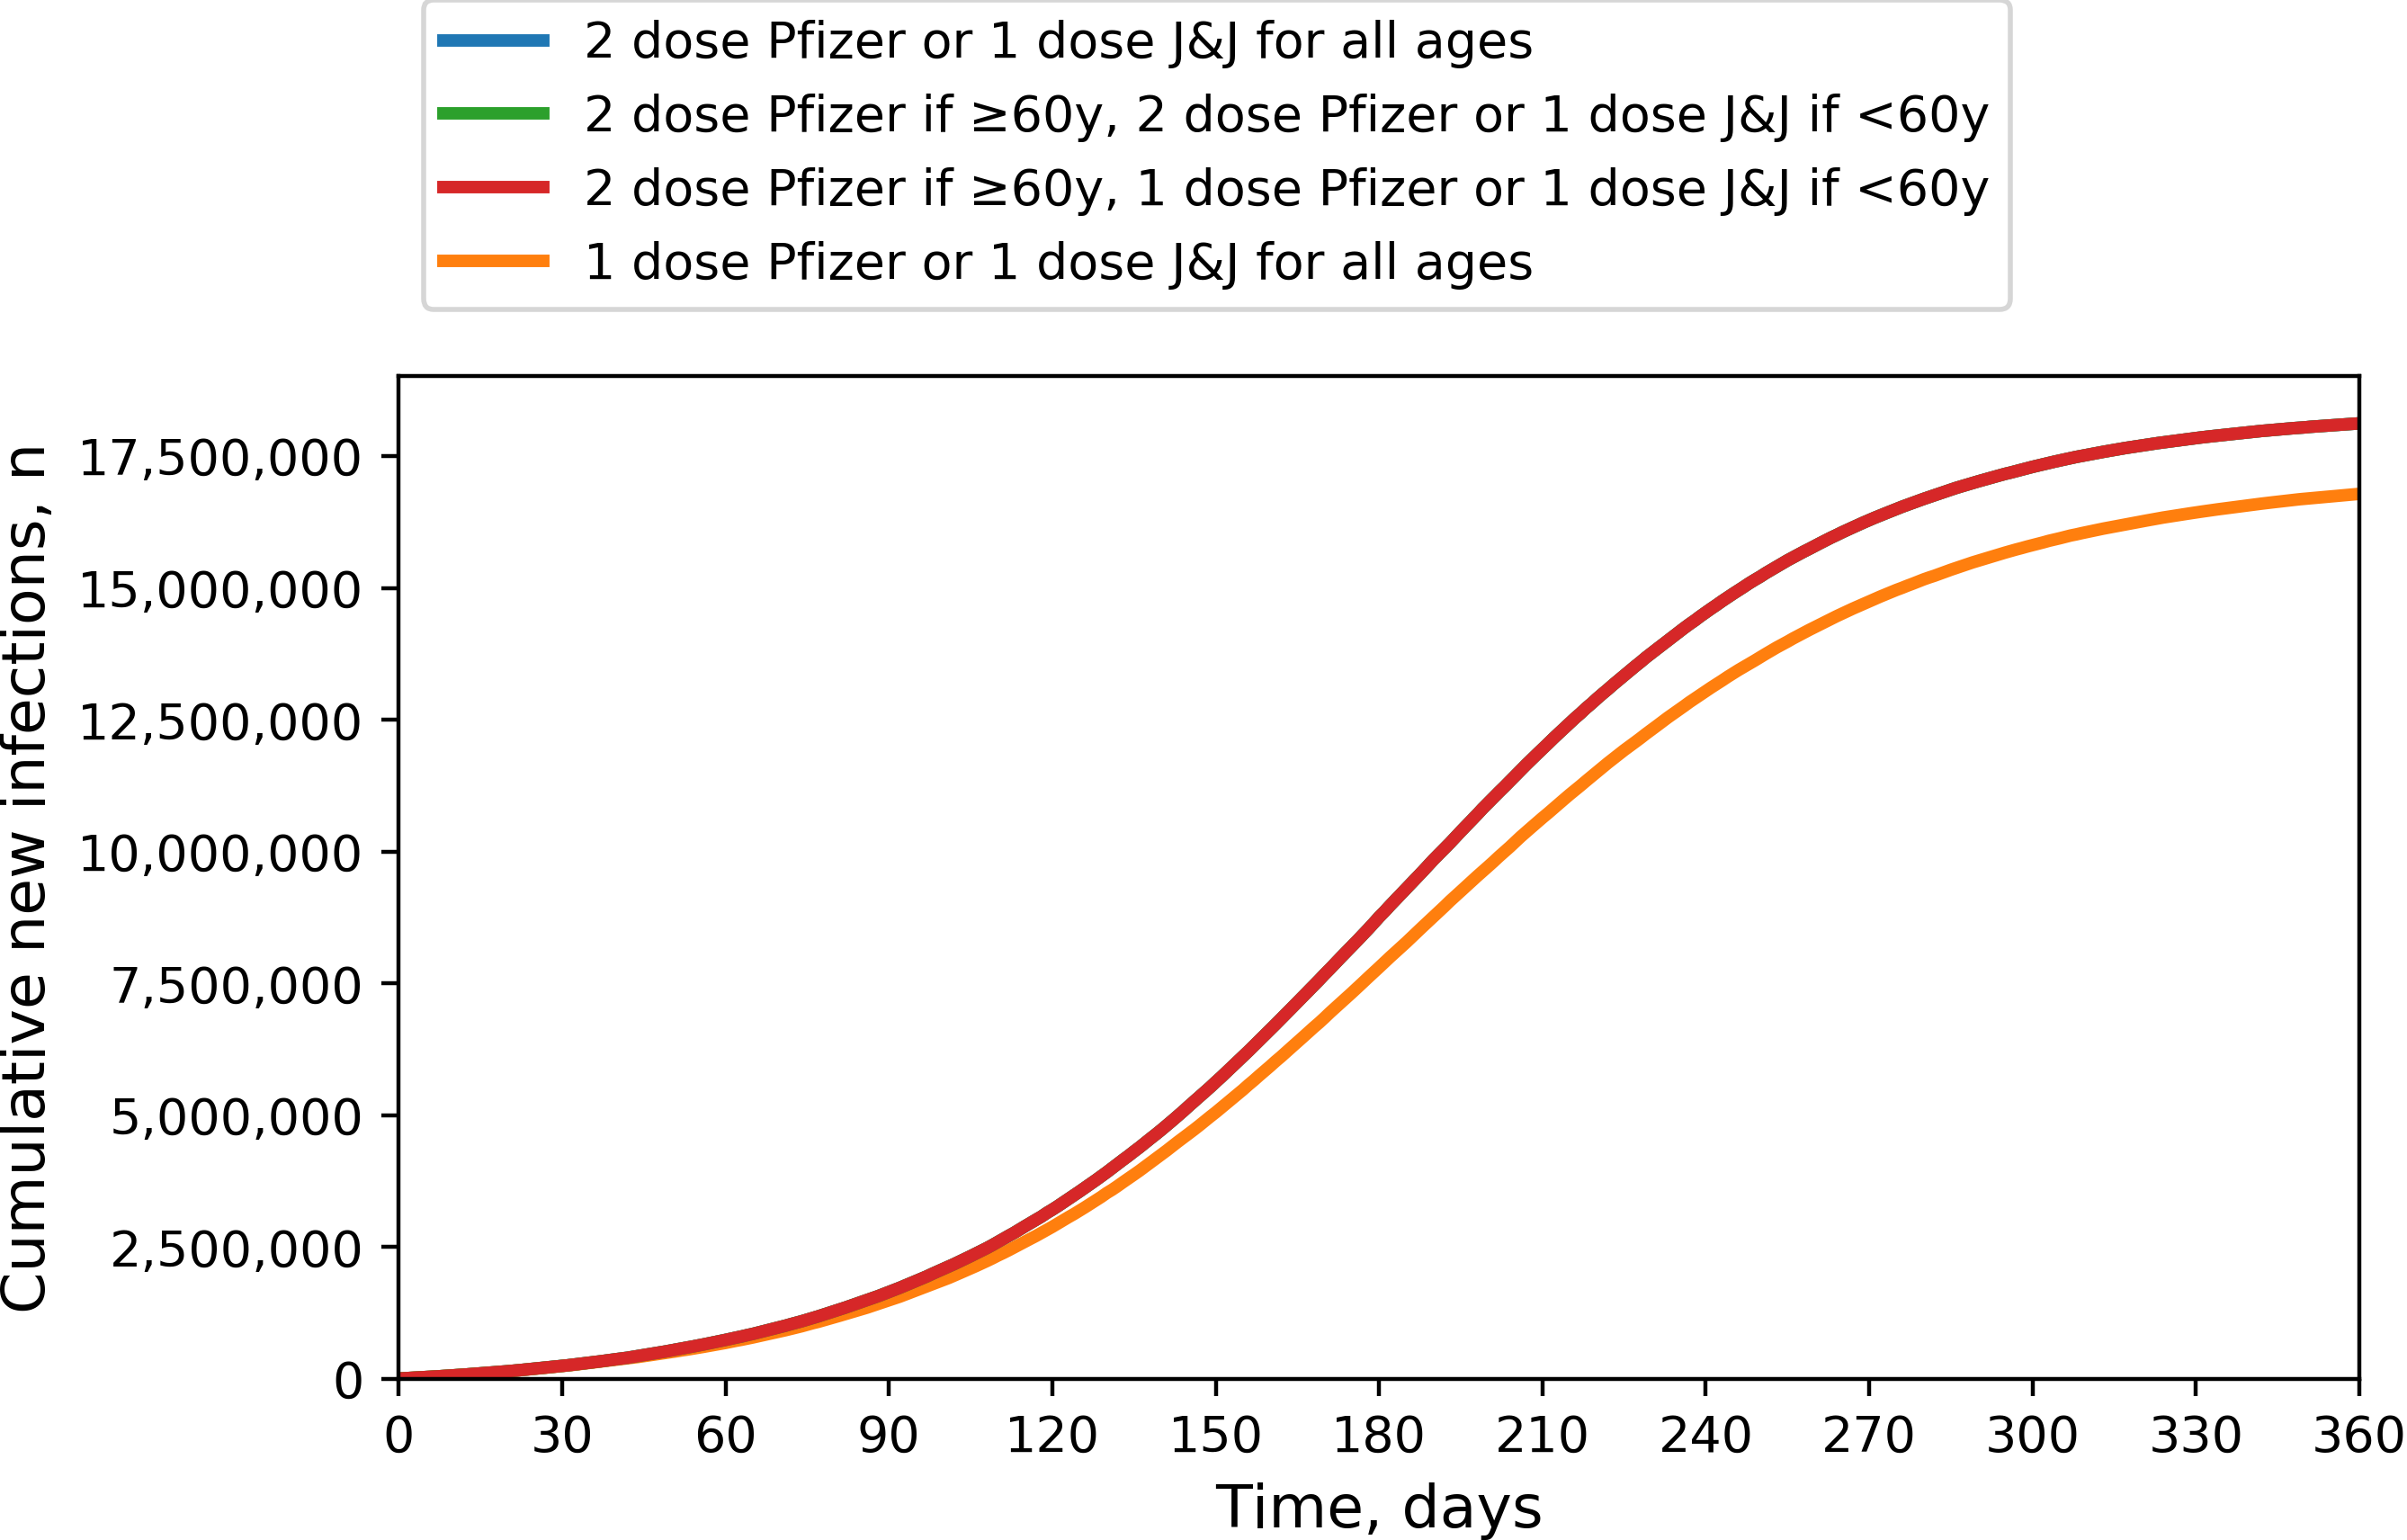 2 dose Pfizer or 1 dose J&J for all ages
2 dose Pfizer if ≥60y, 2 dose Pfizer or 1 dose J&J if <60y
2 dose Pfizer if ≥60y, 1 dose Pfizer or 1 dose J&J if <60y
1 dose Pfizer or 1 dose J&J for all ages
Cumulative new infections, n
17,500,000
15,000,000
12,500,000
10,000,000
7,500,000
5,000,000
2,500,000
0
0 30 60 90 120 150 180 210 240 270 300 330 360
Time, days